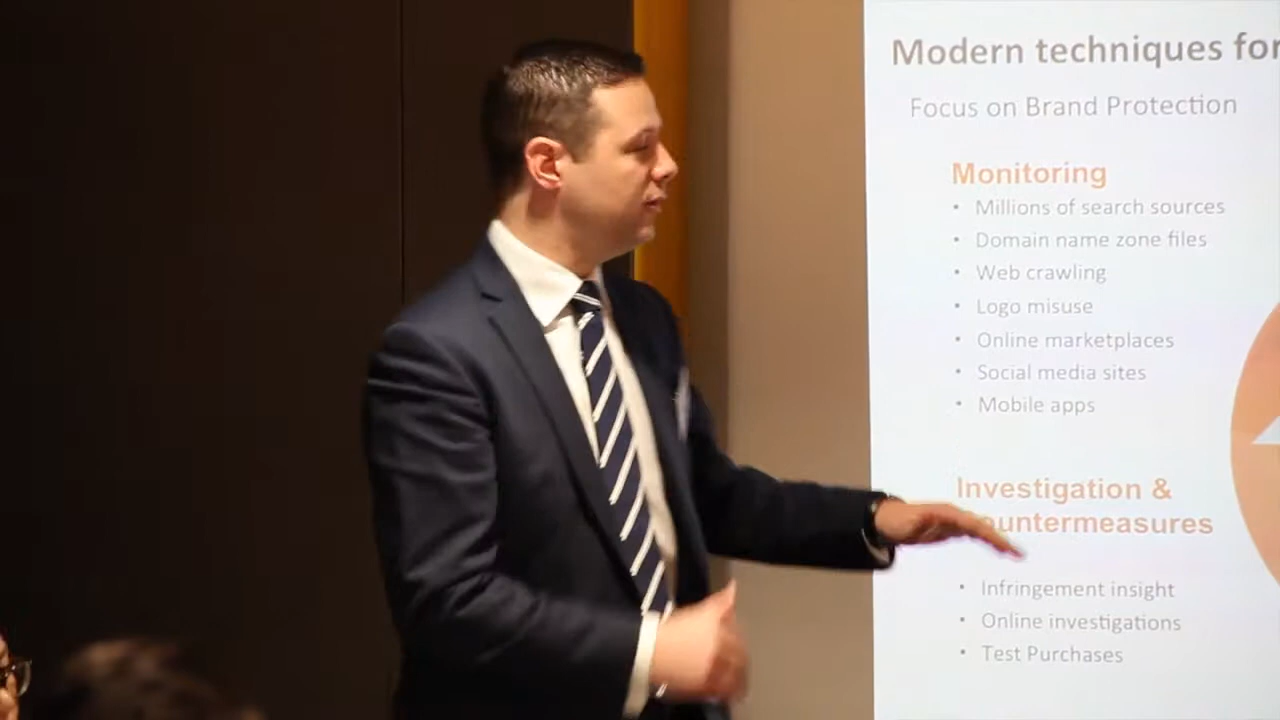 Modern techniques for
Focus on Brand Protection
Monitoring
• Millions of search sources
• Domain name zone files
• Web crawling
• Logo misuse
• Online marketplaces
• Social media sites
• Mobile apps
Investigation &
ountermeasures
• Infringement insight
• Online investigations
• Test Purchases